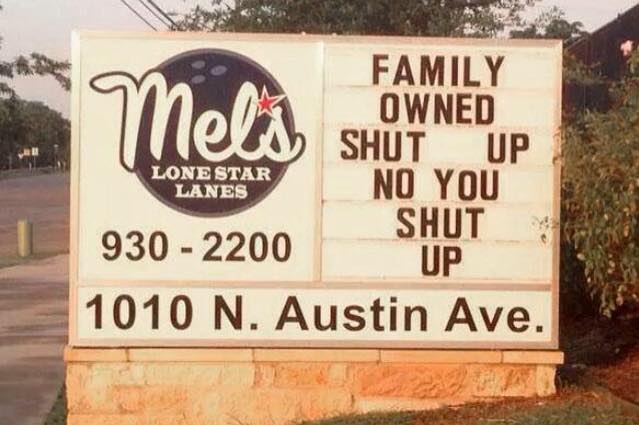 Mel's
LONE STAR
LANES
930-2200
FAMILY
OWNED
SHUT UP
NO YOU
SHUT
UP
1010 N. Austin Ave.